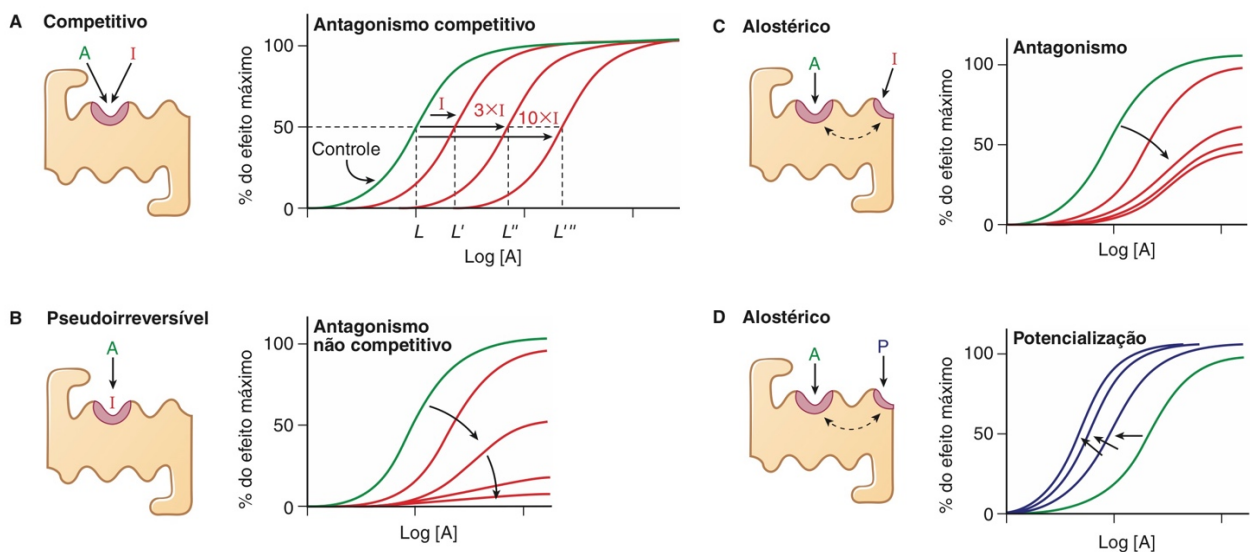 A Competitivo
A I
Antagonismo competitivo
% do efeito máximo
100
50
0
Controle
I
3×I
10×I
L L' L" L'"
Log [A]
B Pseudoirreversível
A
I
Antagonismo
não competitivo
% do efeito máximo
100
50
0
Log [A]
C Alostérico
A I
Antagonismo
% do efeito máximo
100
50
0
Log [A]
D Alostérico
A P
Potencialização
% do efeito máximo
100
50
0
Log [A]